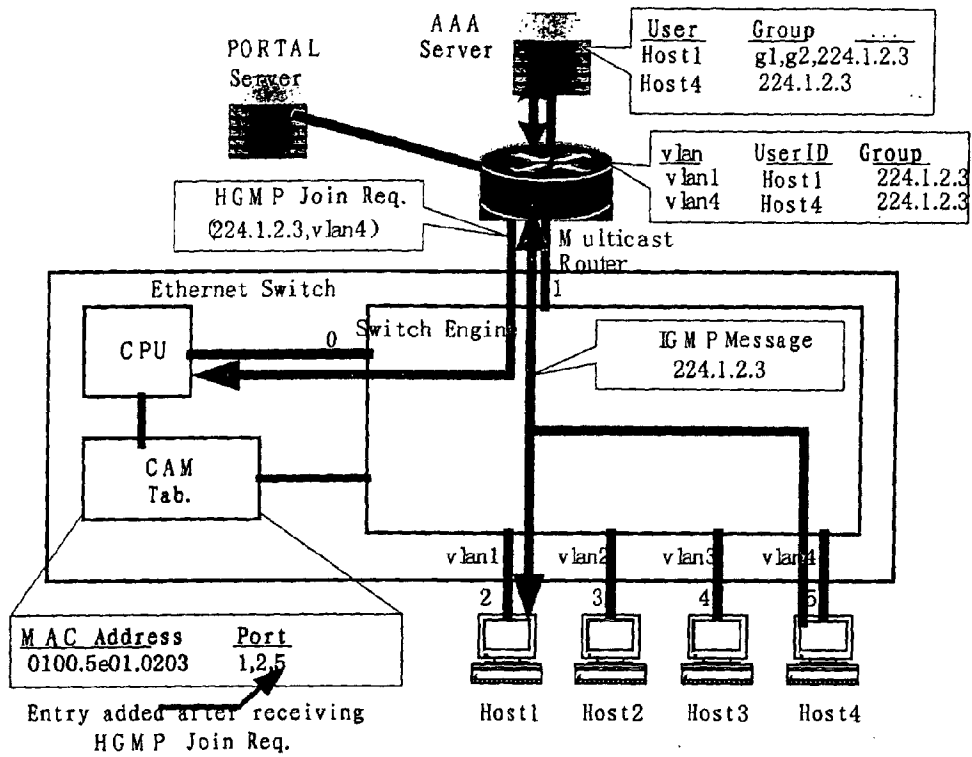 PORTAL
Server
AAA
Server
User Group ...
Host1 g1,g2,224.1.2.3
Host4 224.1.2.3
vlan UserID Group
vlan1 Host1 224.1.2.3
vlan4 Host4 224.1.2.3
HGMP Join Req.
(224.1.2.3,vlan4)
Multicast
Router
Ethernet Switch
1
CPU
0
Switch Engine
IGMP Message
224.1.2.3
CAM
Tab.
vlan1 vlan2 vlan3 vlan4
2 3 4 5
MAC Address Port
0100.5e01.0203 1,2,5
Entry added after receiving
HGMP Join Req.
Host1 Host2 Host3 Host4